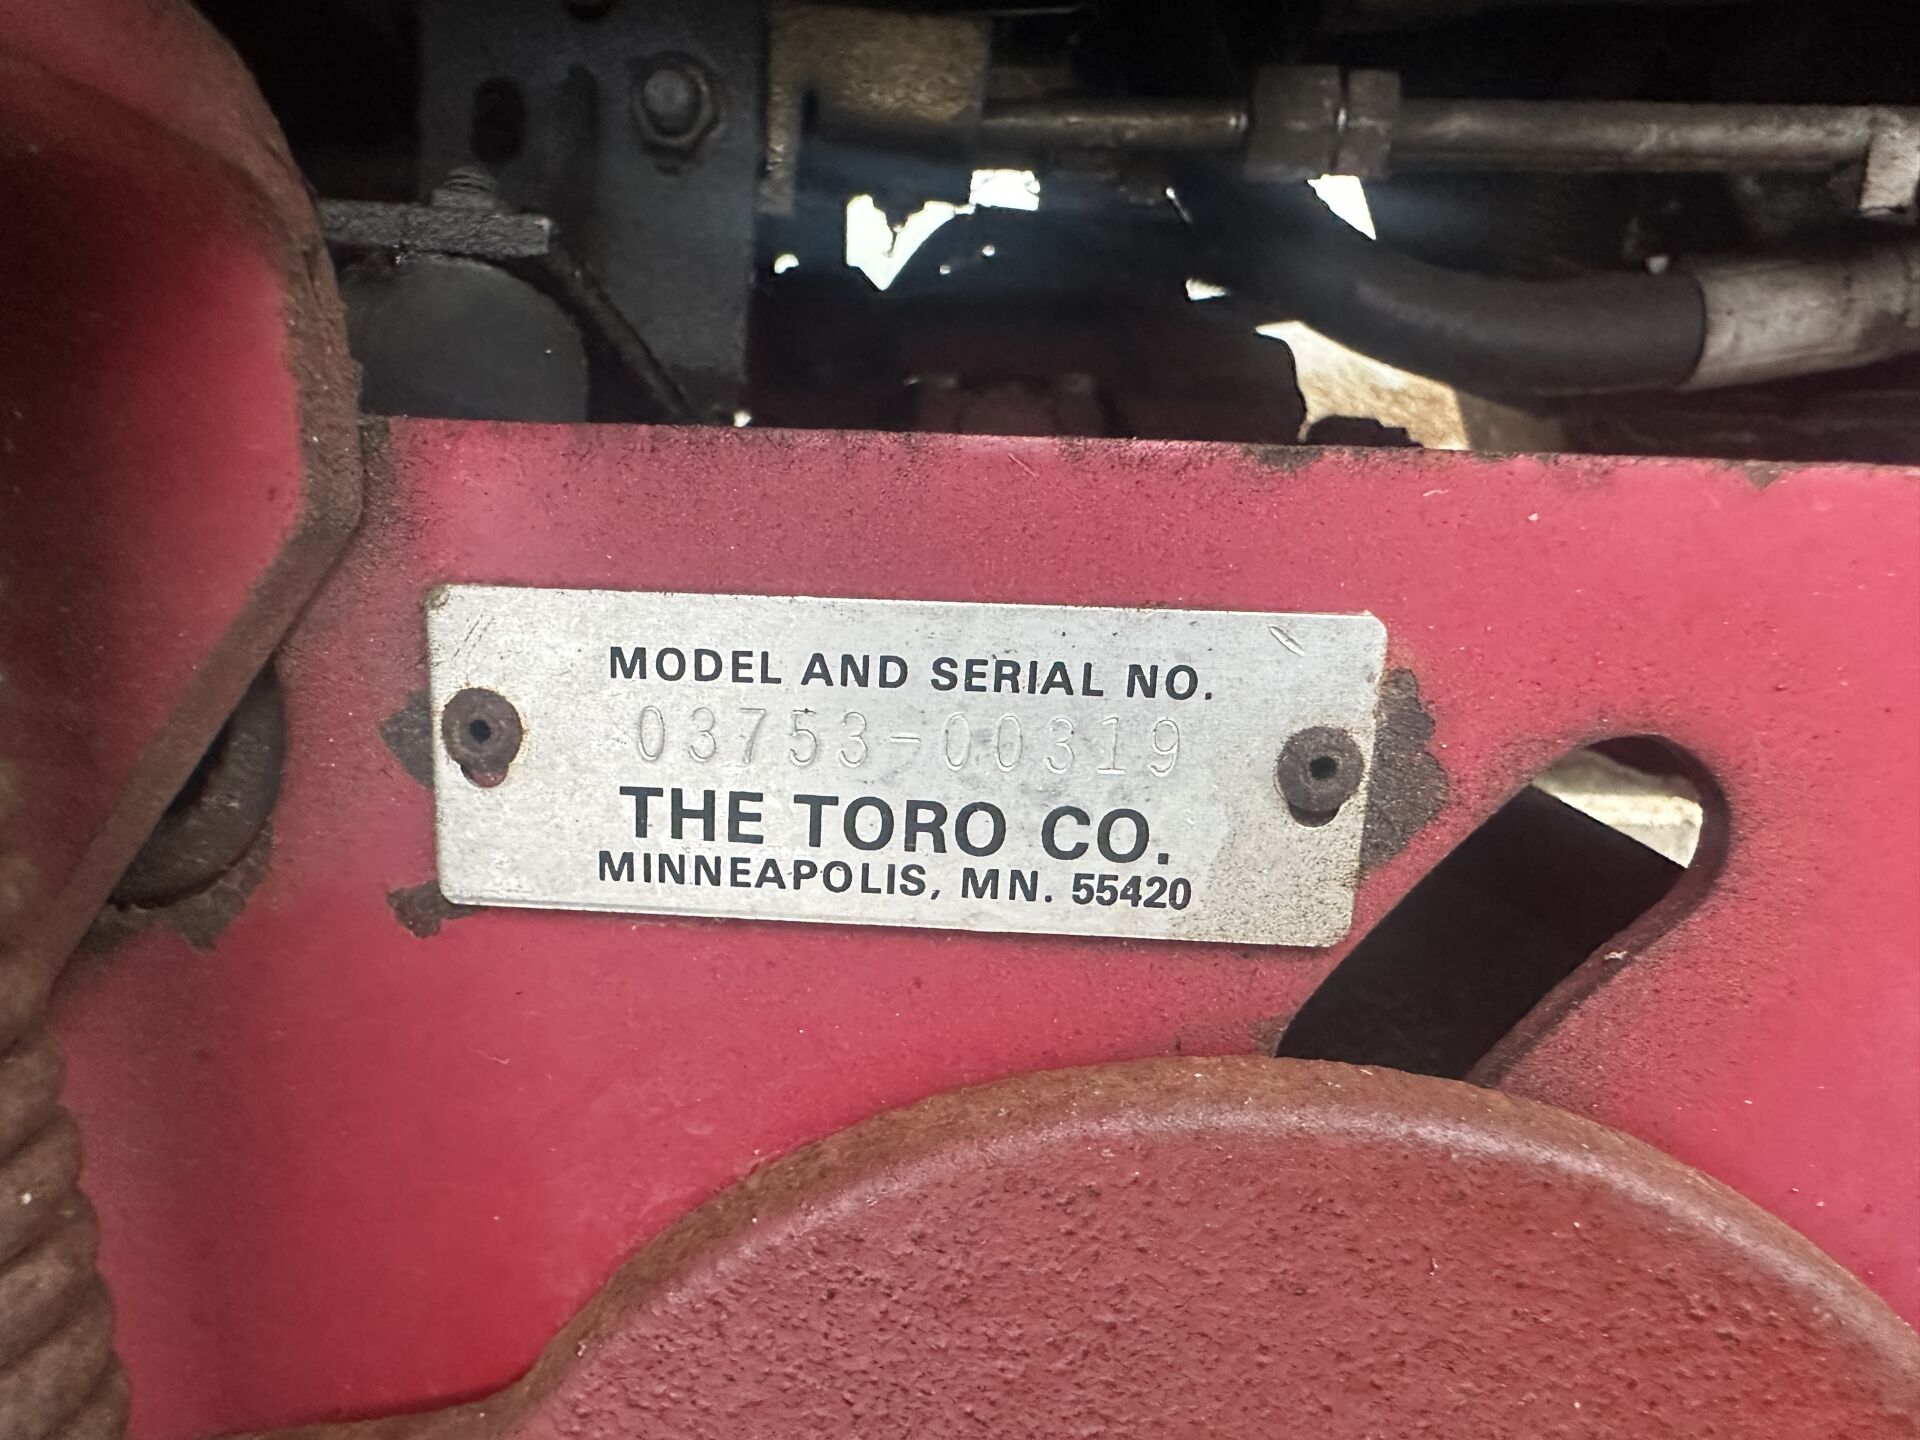 MODEL AND SERIAL NO.
03753-00319
THE TORO CO.
MINNEAPOLIS, MN. 55420